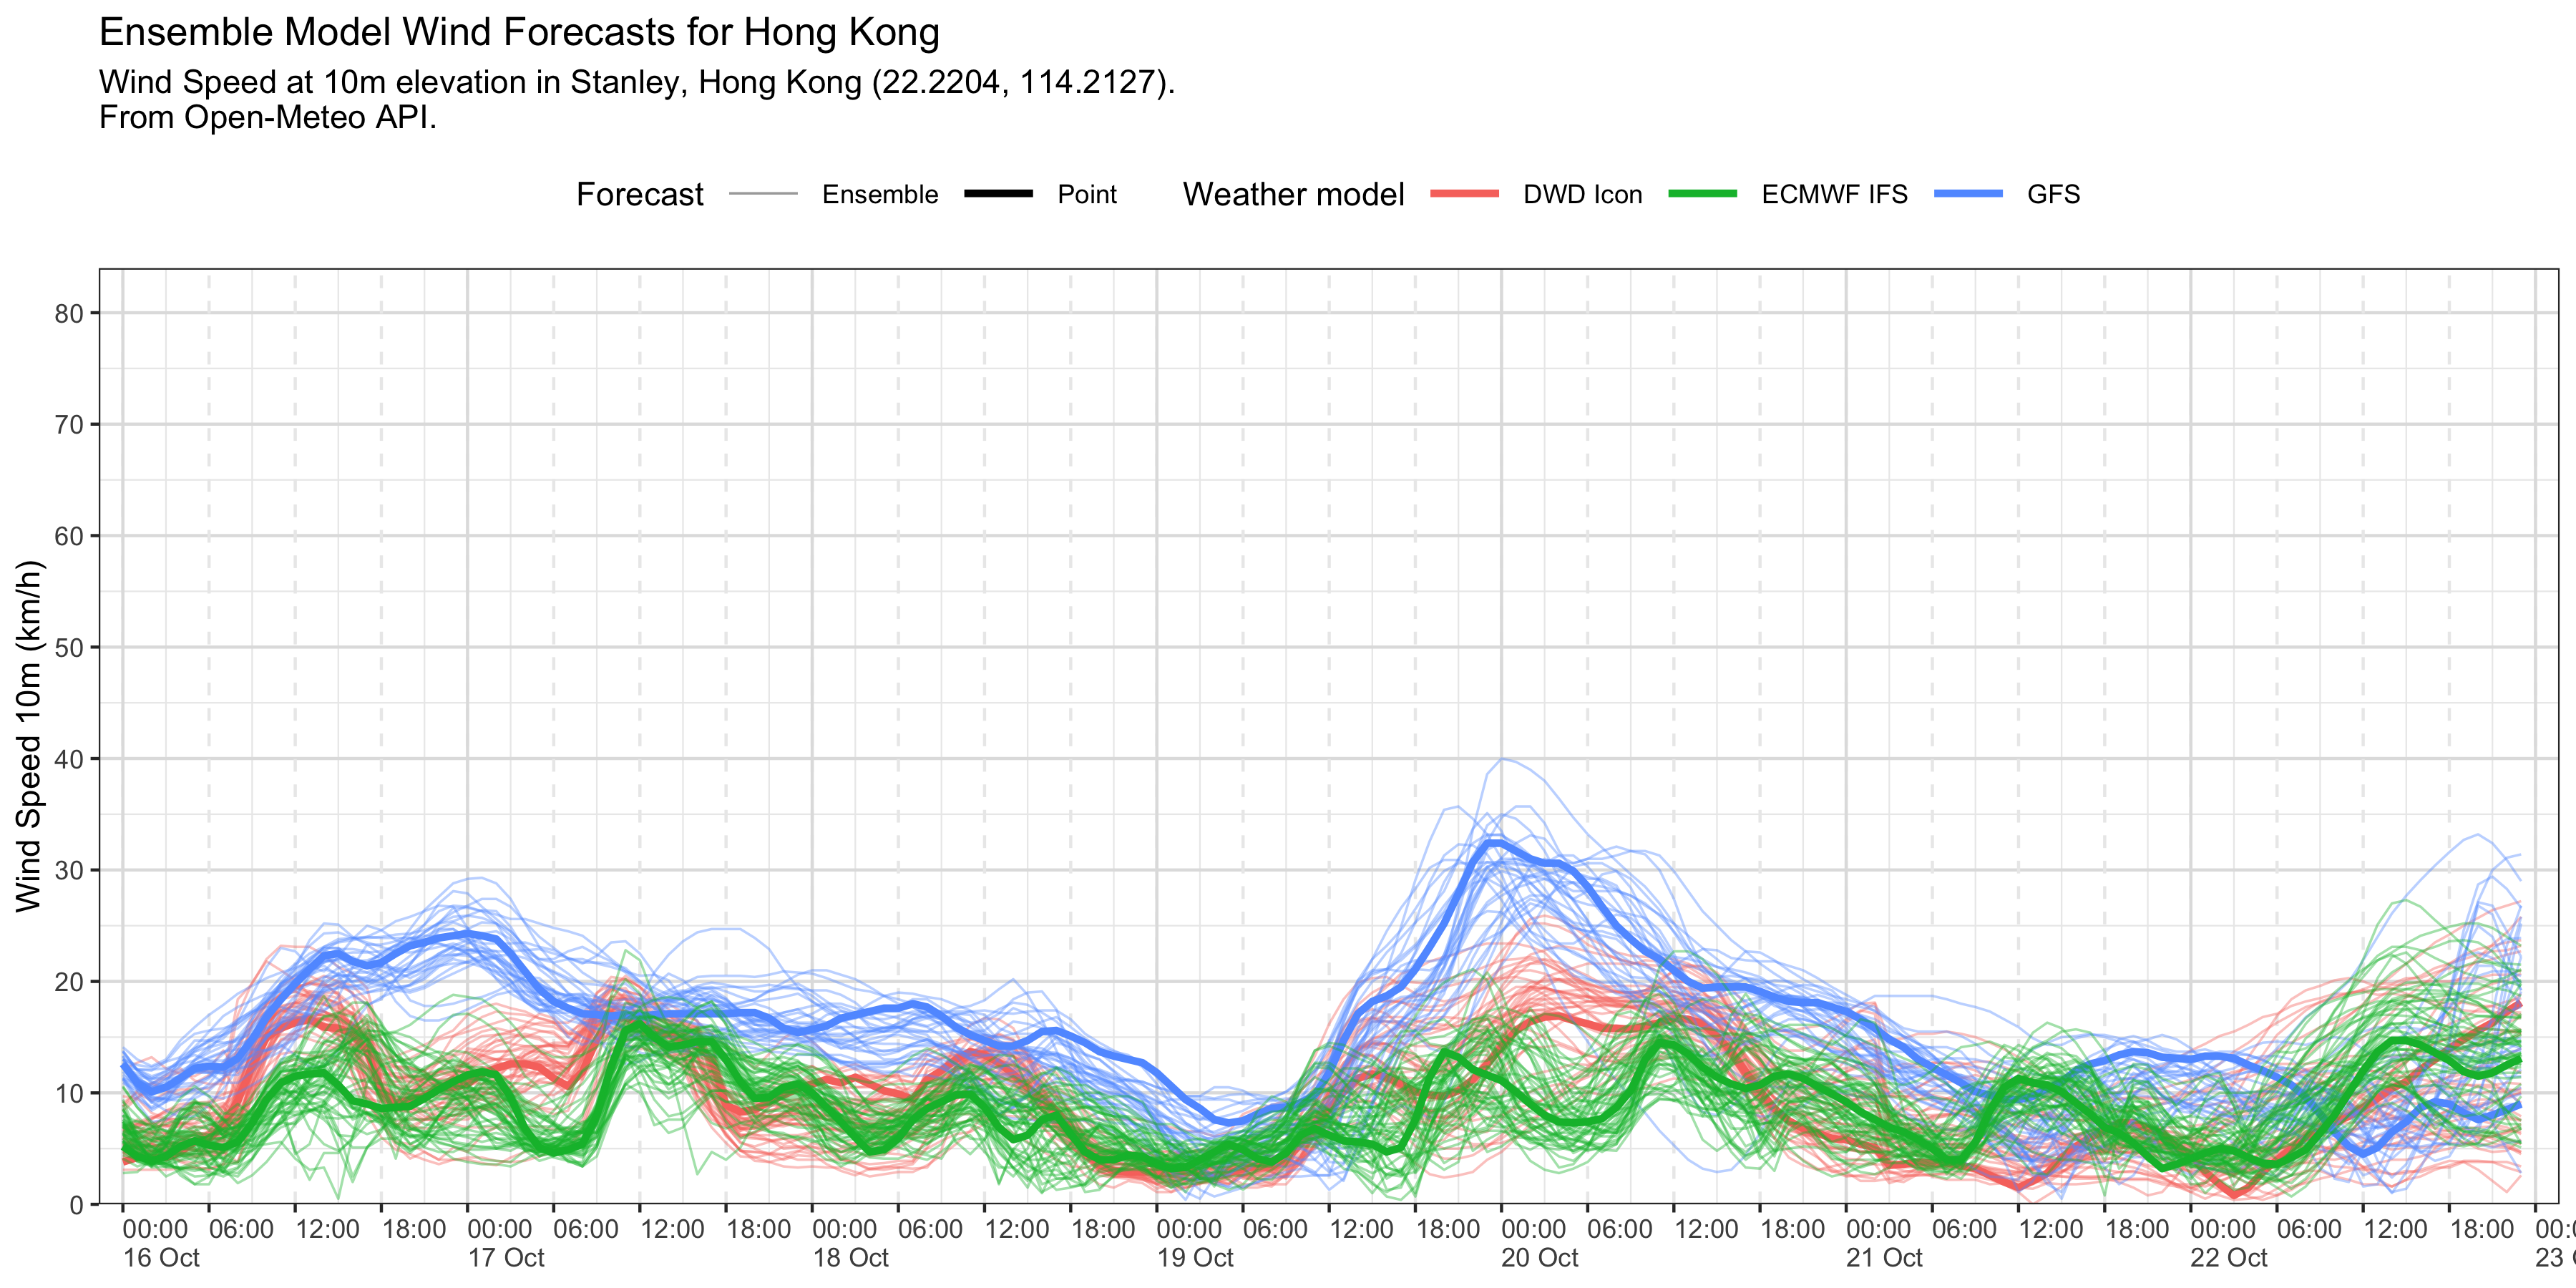 Ensemble Model Wind Forecasts for Hong Kong
Wind Speed at 10m elevation in Stanley, Hong Kong (22.2204, 114.2127).
From Open-Meteo API.
Forecast Ensemble Point Weather model DWD Icon ECMWF IFS GFS
Wind Speed 10m (km/h)
80
70
60
50
40
30
20
10
0
00:00 06:00 12:00 18:00 00:00 06:00 12:00 18:00 00:00 06:00 12:00 18:00 00:00 06:00 12:00 18:00 00:00 06:00 12:00 18:00 00:00 06:00 12:00 18:00 00:00 06:00 12:00 18:00
16 Oct 17 Oct 18 Oct 19 Oct 20 Oct 21 Oct 22 Oct 23